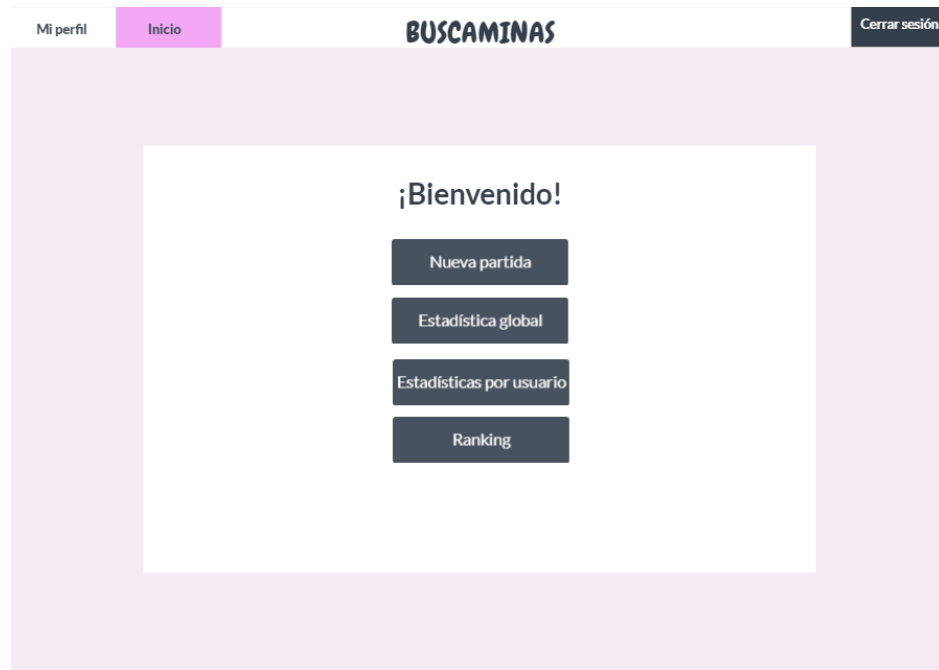 Mi perfil
Inicio
BUSCAMINAS
Cerrar sesión
¡Bienvenido!
Nueva partida
Estadística global
Estadísticas por usuario
Ranking